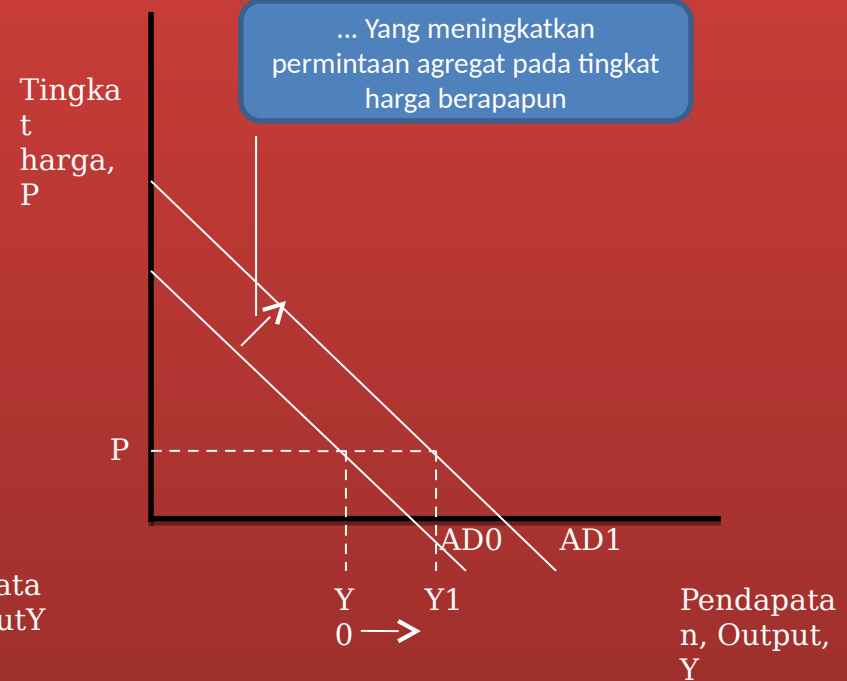 ... Yang meningkatkan
permintaan agregat pada tingkat
harga berapapun
Tingka
t
harga,
P
P
AD0
AD1
ata
utY
Y
0
Y1
Pendapata
n, Output,
Y